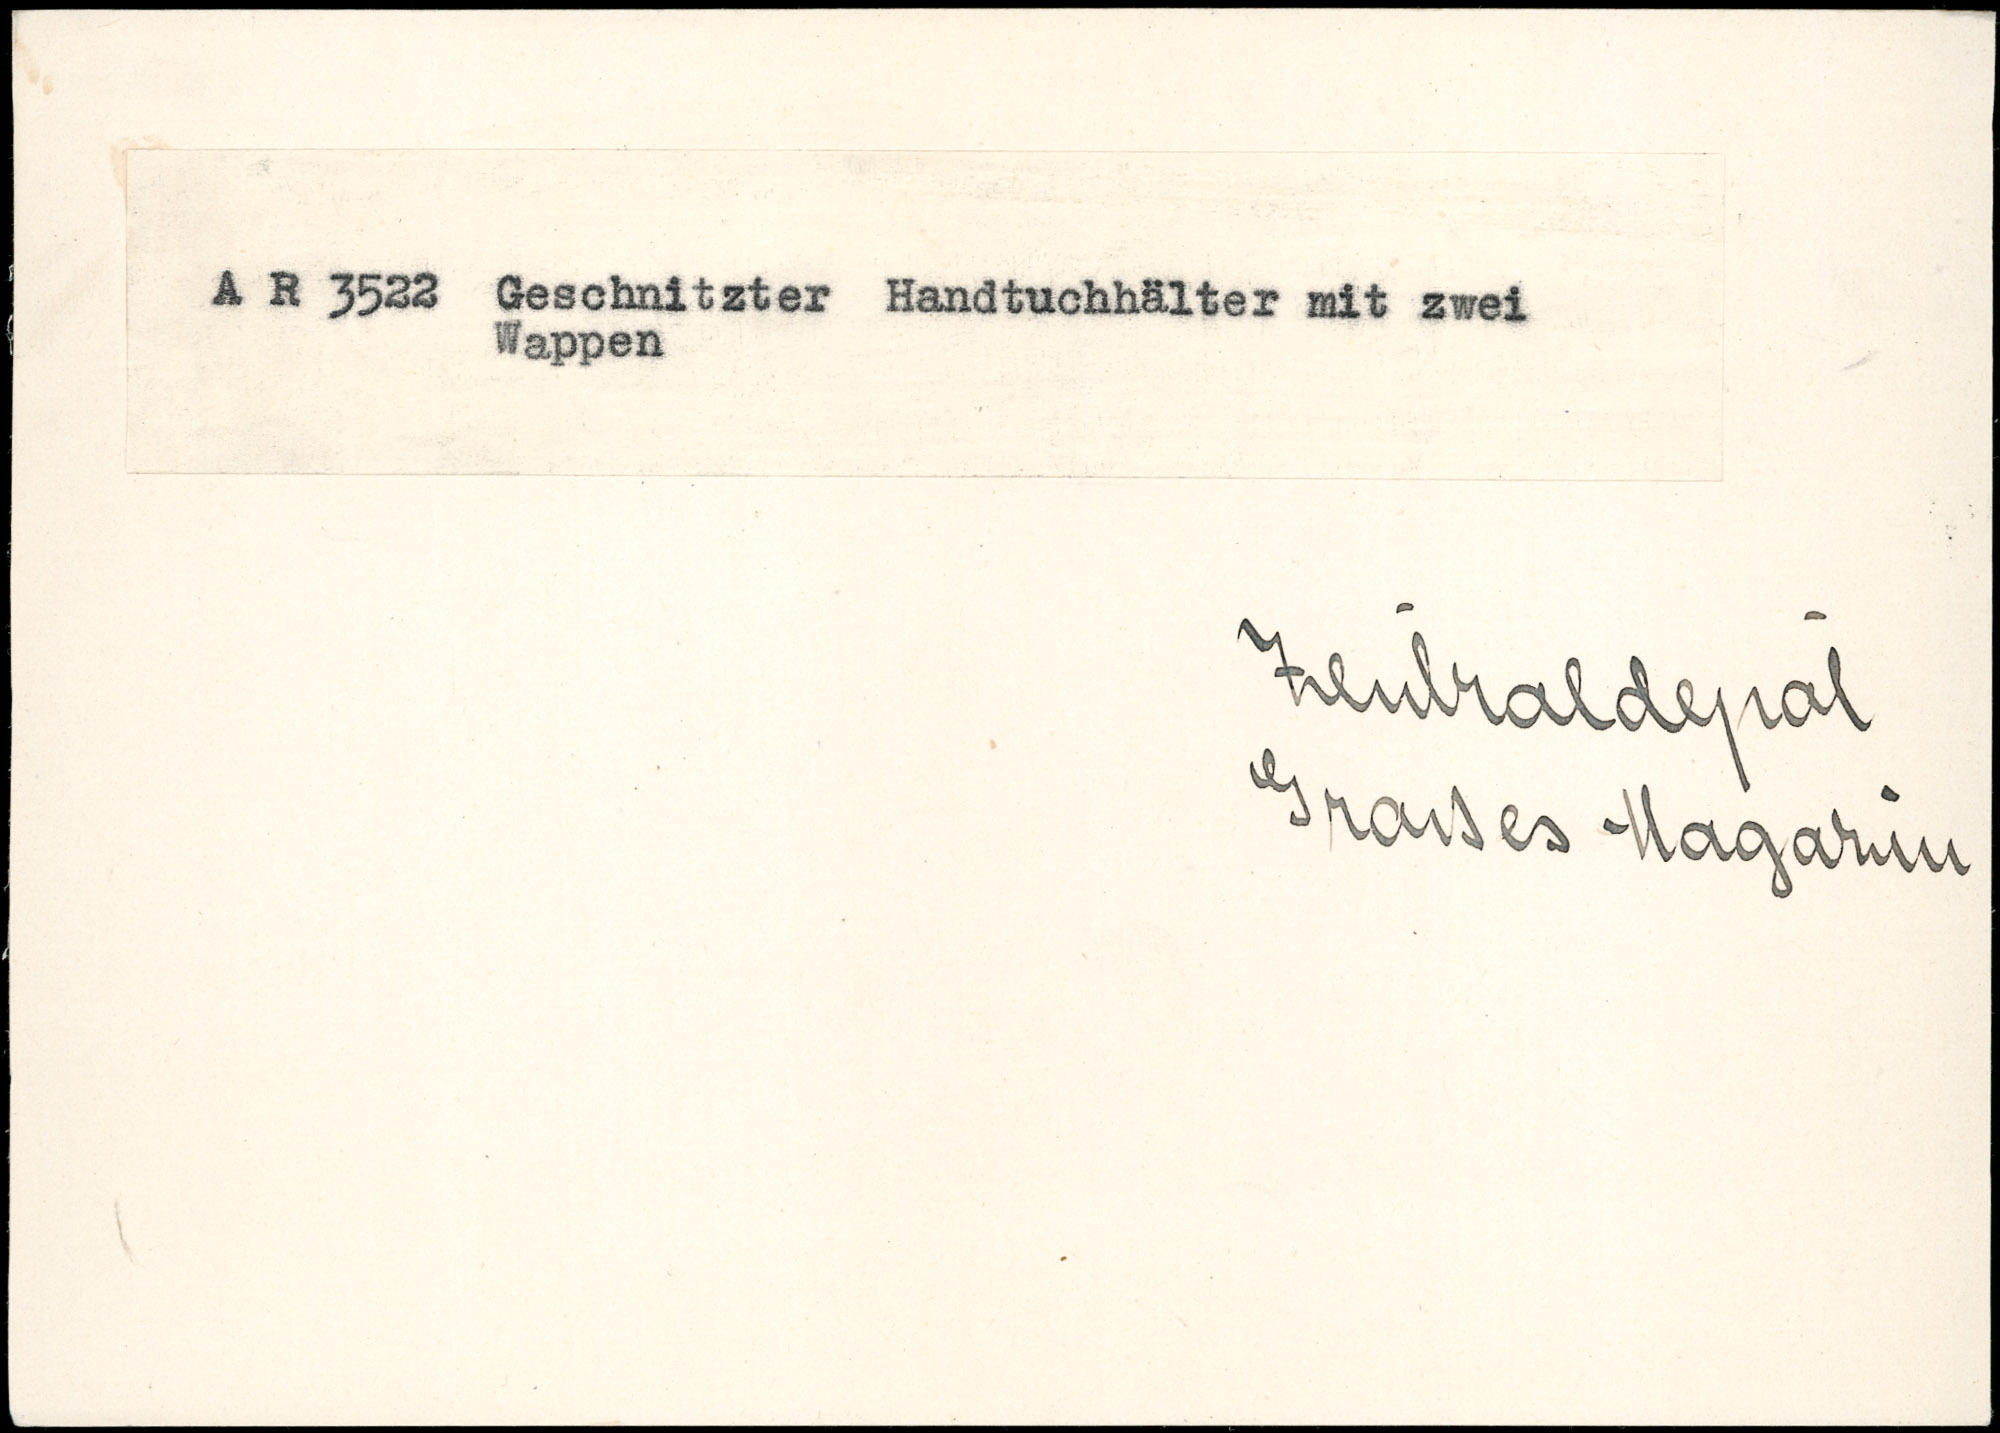 A R 3522 Geschnitzter Handtuchhälter mit zwei
Wappen
Zentraldepot
Grosses Magazin